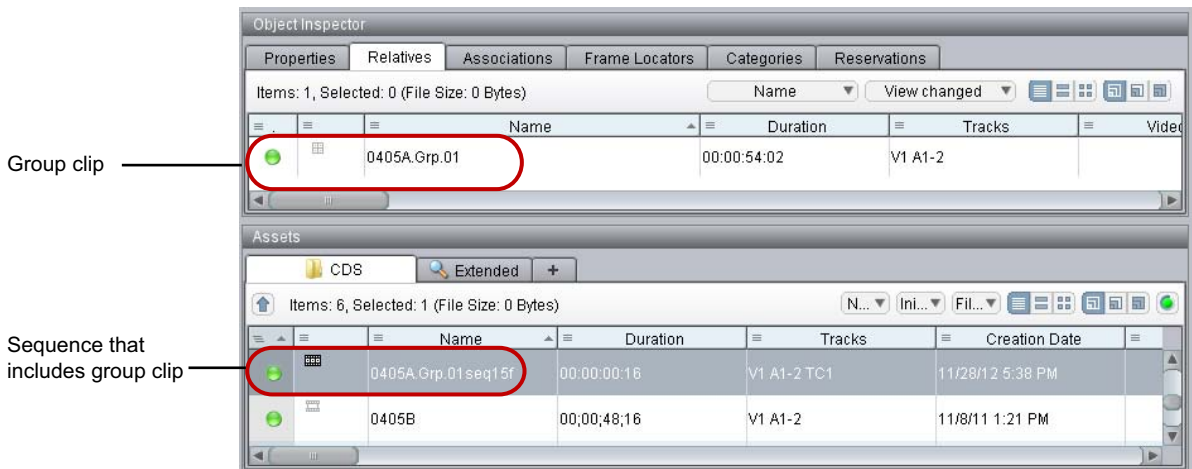 Object Inspector
Properties Relatives Associations Frame Locators Categories Reservations
Items: 1, Selected: 0 (File Size: 0 Bytes) Name View changed
Name Duration Tracks Video
Group clip
0405A.Grp.01 00:00:54:02 V1 A1-2
Assets
CDS Extended +
Items: 6, Selected: 1 (File Size: 0 Bytes) N... Ini... Fil...
Name Duration Tracks Creation Date
Sequence that
includes group clip
0405A.Grp.01seq15f 00:00:00:16 V1 A1-2 TC1 11/28/12 5:38 PM
0405B 00;00;48;16 V1 A1-2 11/8/11 1:21 PM